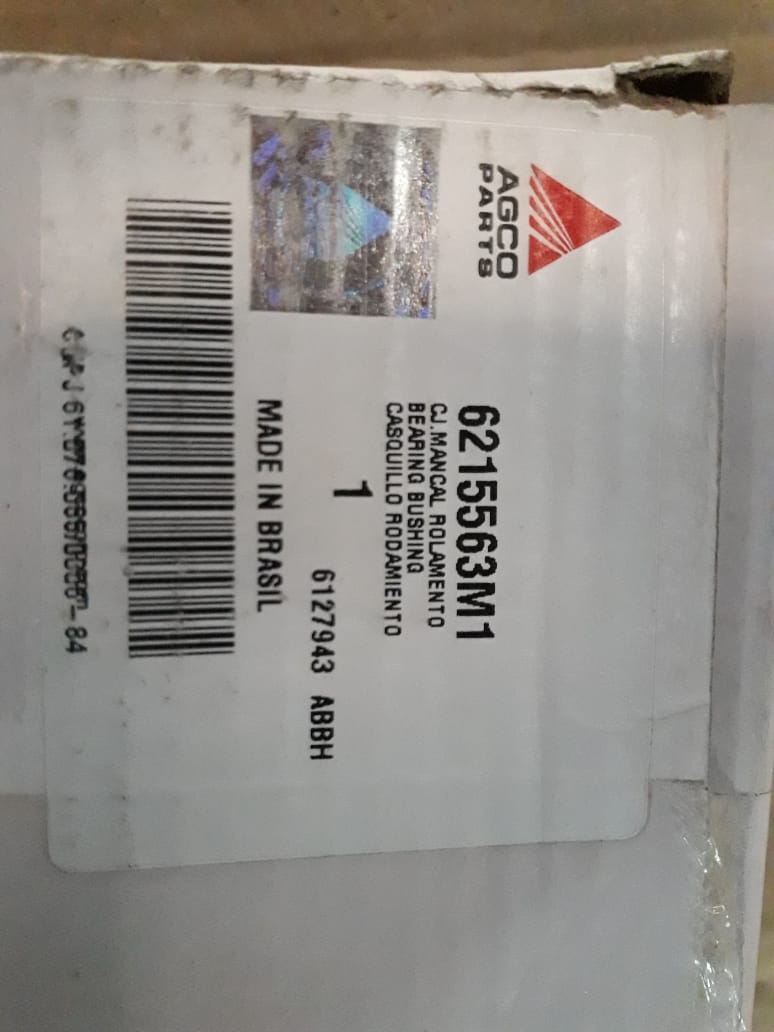 AGCO
PARTS
6215563M1
CJ.MANCAL ROLAMENTO
BEARING BUSHING
CASQUILLO RODAMIENTO
1
6127943 ABBH
MADE IN BRASIL